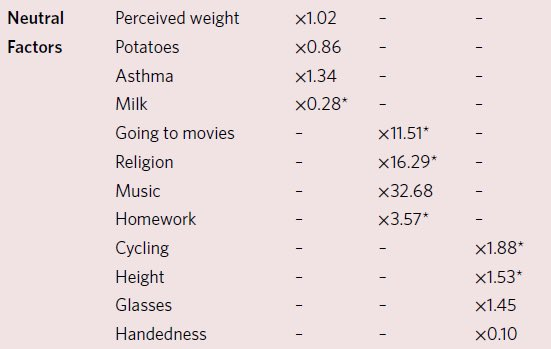 Neutral Perceived weight ×1.02 – –
Factors Potatoes ×0.86 – –
Asthma ×1.34 – –
Milk ×0.28* – –
Going to movies – ×11.51* –
Religion – ×16.29* –
Music – ×32.68 –
Homework – ×3.57* –
Cycling – – ×1.88*
Height – – ×1.53*
Glasses – – ×1.45
Handedness – – ×0.10